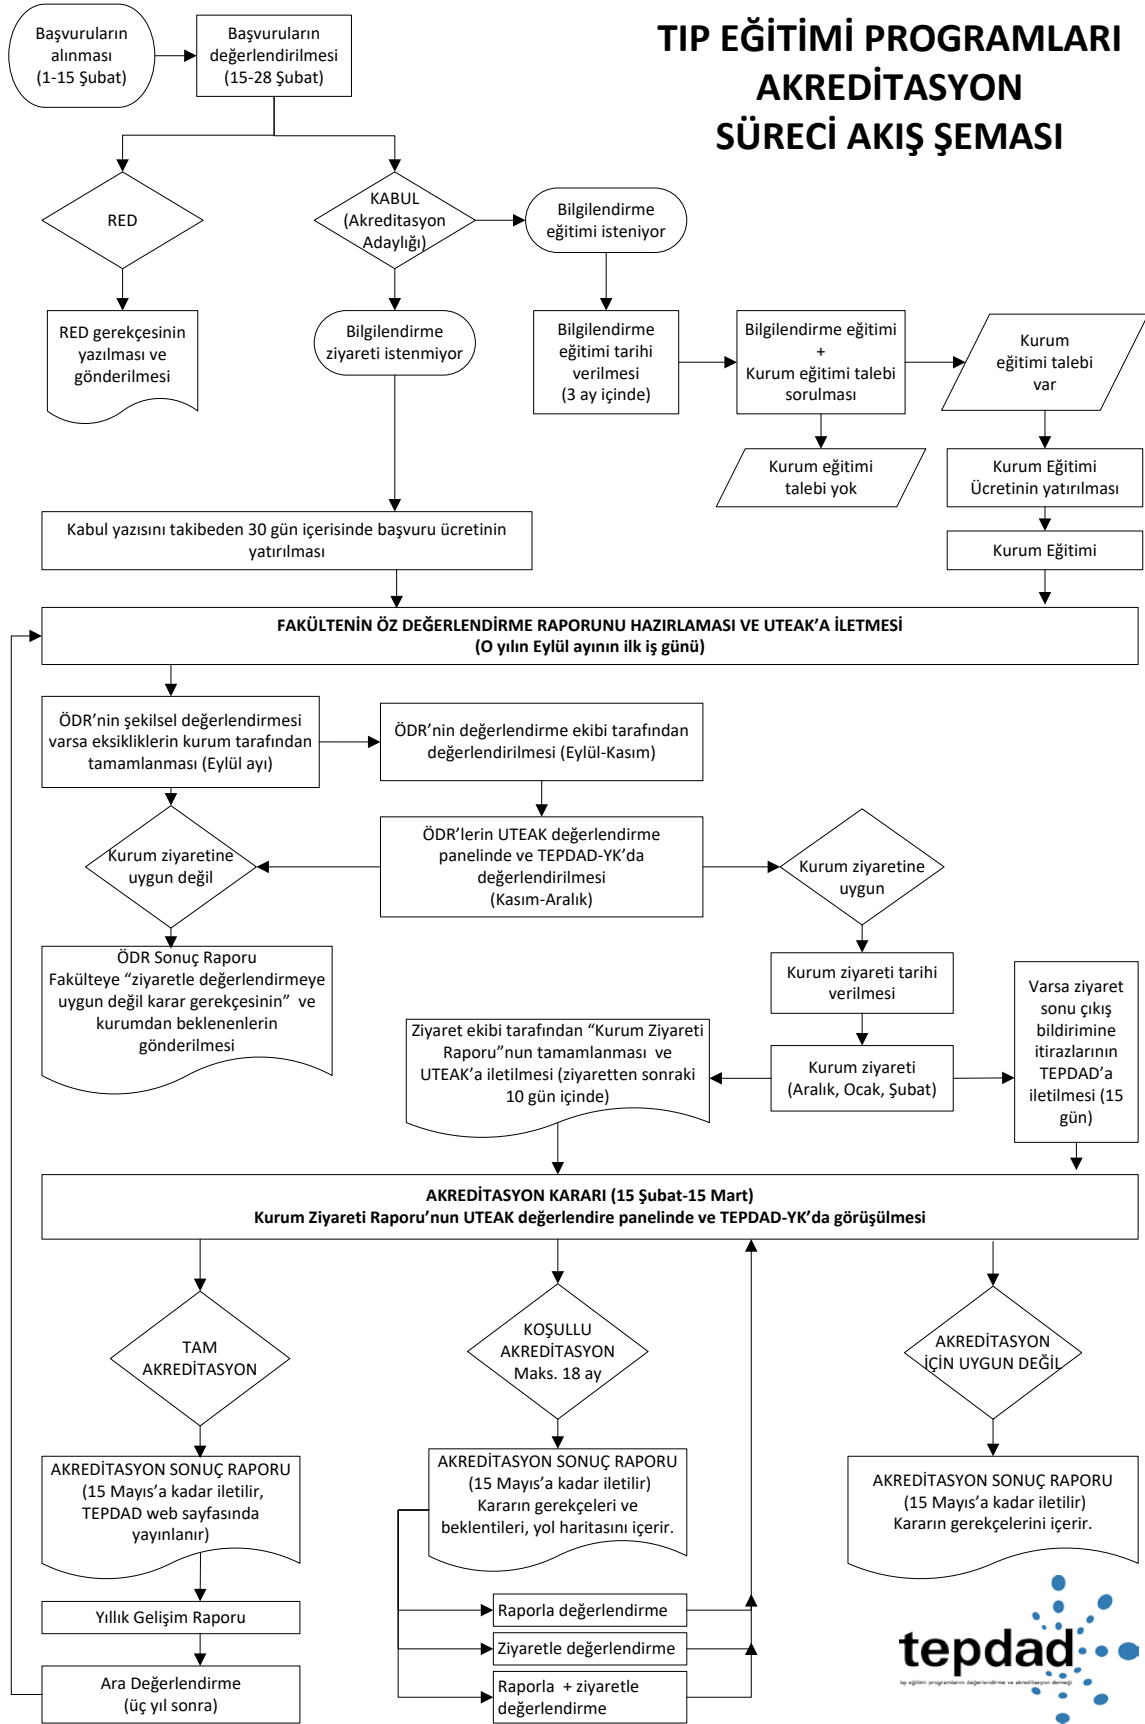 TIP EĞİTİMİ PROGRAMLARI
AKREDİTASYON
SÜRECİ AKIŞ ŞEMASI
Başvuruların
alınması
(1-15 Şubat)
Başvuruların
değerlendirilmesi
(15-28 Şubat)
RED
KABUL
(Akreditasyon
Adaylığı)
Bilgilendirme
eğitimi isteniyor
RED gerekçesinin
yazılması ve
gönderilmesi
Bilgilendirme
ziyareti istenmiyor
Bilgilendirme
eğitimi tarihi
verilmesi
(3 ay içinde)
Bilgilendirme eğitimi
+
Kurum eğitimi talebi
sorulması
Kurum
eğitimi talebi
var
Kurum eğitimi
talebi yok
Kurum Eğitimi
Ücretinin yatırılması
Kurum Eğitimi
Kabul yazısını takibeden 30 gün içerisinde başvuru ücretinin
yatırılması
FAKÜLTENİN ÖZ DEĞERLENDİRME RAPORUNU HAZIRLAMASI VE UTEAK’A İLETMESİ
(O yılın Eylül ayının ilk iş günü)
ÖDR’nin şekilsel değerlendirmesi
varsa eksikliklerin kurum tarafından
tamamlanması (Eylül ayı)
ÖDR’nin değerlendirme ekibi tarafından
değerlendirilmesi (Eylül-Kasım)
Kurum ziyaretine
uygun değil
ÖDR’lerin UTEAK değerlendirme
panelinde ve TEPDAD-YK’da
değerlendirilmesi
(Kasım-Aralık)
Kurum ziyaretine
uygun
ÖDR Sonuç Raporu
Fakülteye “ziyaretle değerlendirmeye
uygun değil karar gerekçesinin” ve
kurumdan beklenenlerin
gönderilmesi
Kurum ziyareti tarihi
verilmesi
Ziyaret ekibi tarafından “Kurum Ziyareti
Raporu”nun tamamlanması ve
UTEAK’a iletilmesi (ziyaretten sonraki
10 gün içinde)
Kurum ziyareti
(Aralık, Ocak, Şubat)
Varsa ziyaret
sonu çıkış
bildirimine
itirazlarının
TEPDAD’a
iletilmesi (15
gün)
AKREDİTASYON KARARI (15 Şubat-15 Mart)
Kurum Ziyareti Raporu’nun UTEAK değerlendire panelinde ve TEPDAD-YK’da görüşülmesi
TAM
AKREDİTASYON
KOŞULLU
AKREDİTASYON
Maks. 18 ay
AKREDİTASYON
İÇİN UYGUN DEĞİL
AKREDİTASYON SONUÇ RAPORU
(15 Mayıs’a kadar iletilir,
TEPDAD web sayfasında
yayınlanır)
AKREDİTASYON SONUÇ RAPORU
(15 Mayıs’a kadar iletilir)
Kararın gerekçeleri ve
beklentileri, yol haritasını içerir.
AKREDİTASYON SONUÇ RAPORU
(15 Mayıs’a kadar iletilir)
Kararın gerekçelerini içerir.
Yıllık Gelişim Raporu
Ara Değerlendirme
(üç yıl sonra)
Raporla değerlendirme
Ziyaretle değerlendirme
Raporla + ziyaretle
değerlendirme
tepdad
tıp eğitimi programlarını değerlendirme ve akreditasyon derneği